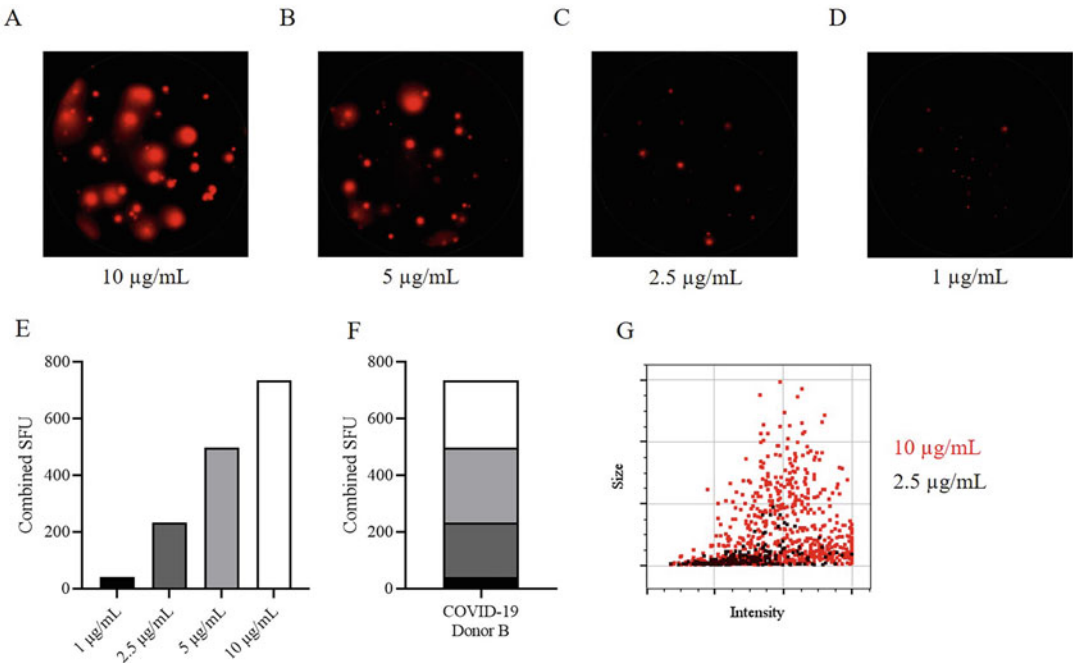 A
B
C
D
10 µg/mL
5 µg/mL
2.5 µg/mL
1 µg/mL
E
F
G
800
600
400
200
0
Combined SFU
1 µg/mL
2.5 µg/mL
5 µg/mL
10 µg/mL
800
600
400
200
0
Combined SFU
COVID-19
Donor B
Size
Intensity
10 µg/mL
2.5 µg/mL